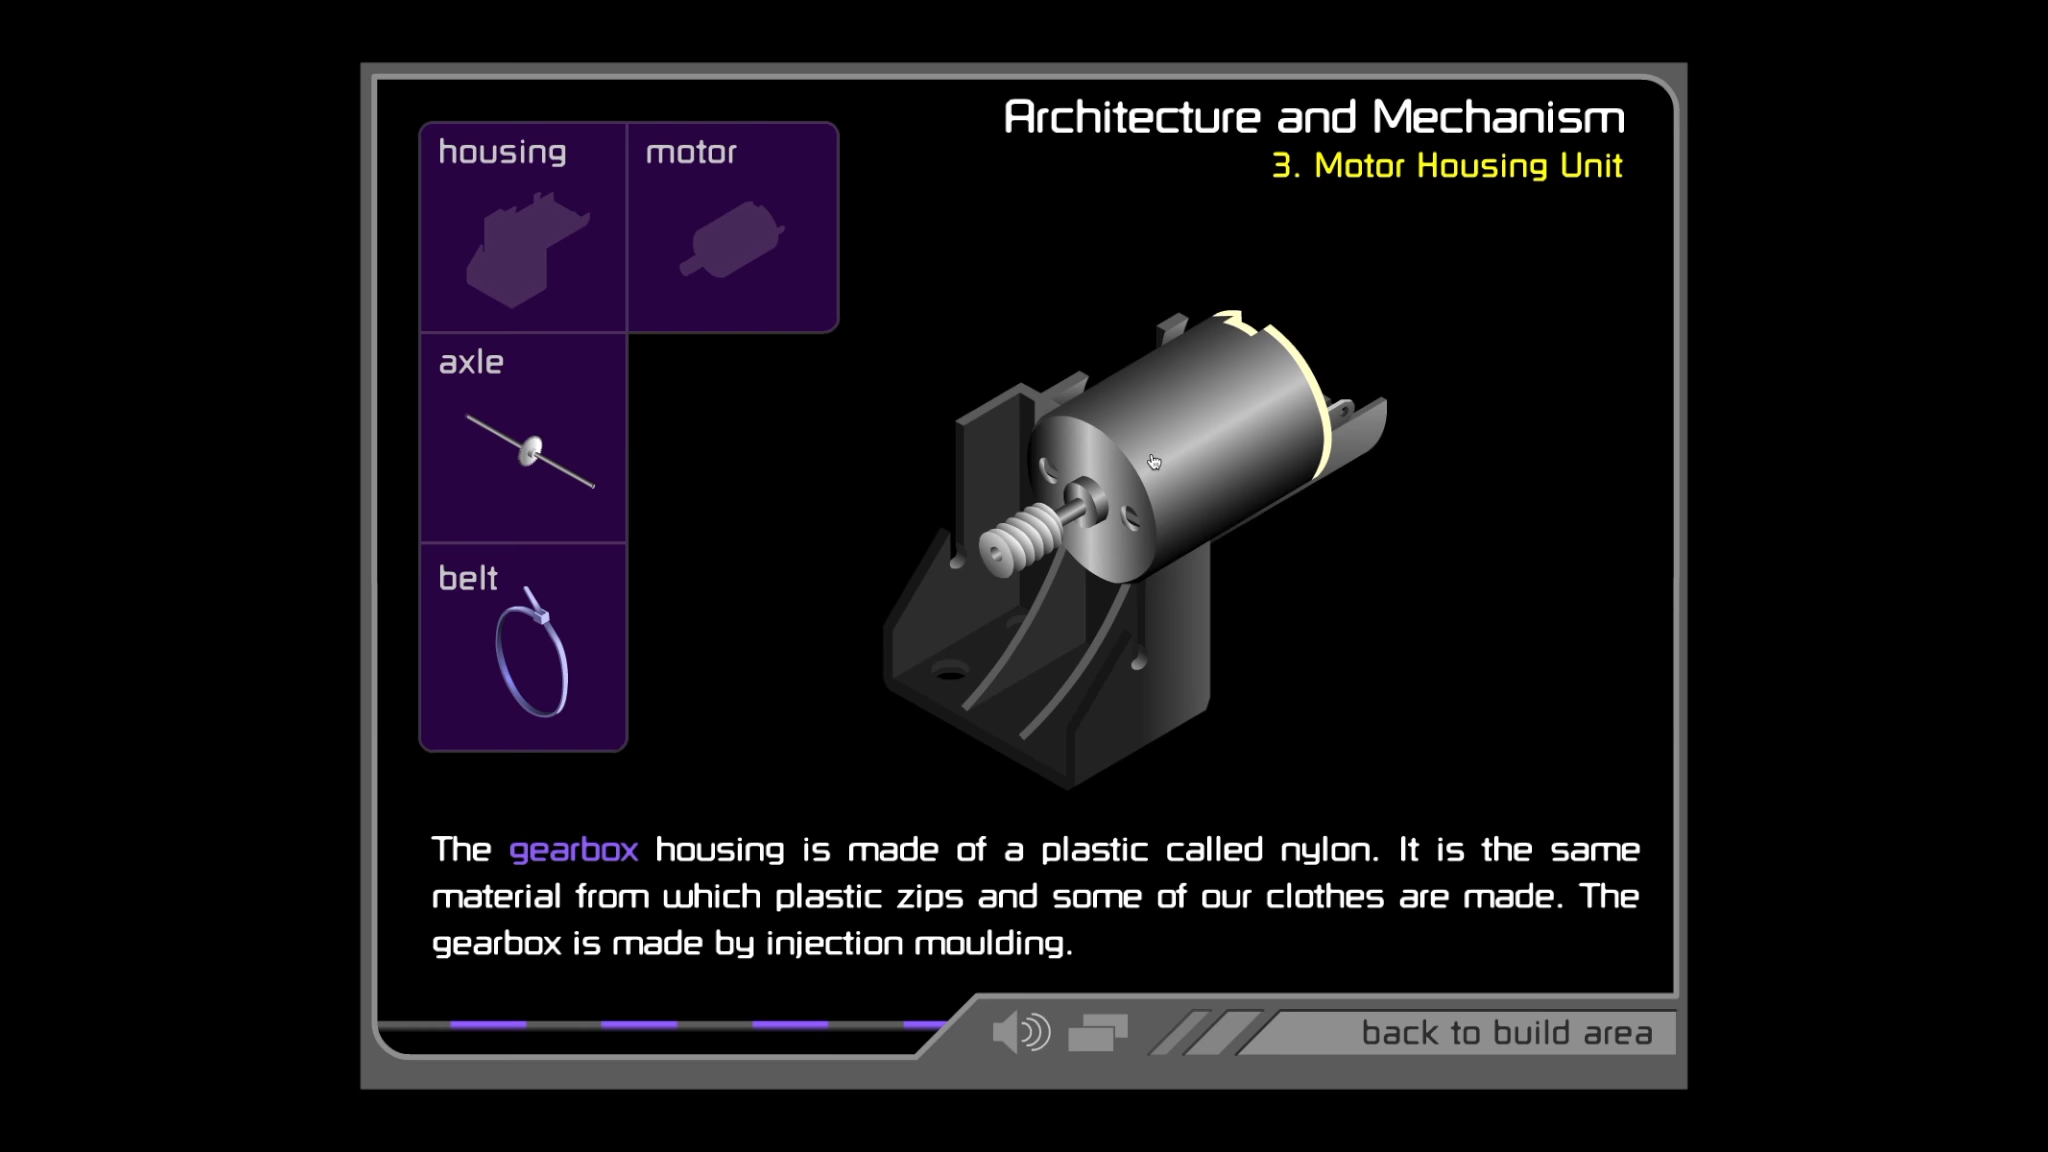 Architecture and Mechanism
3. Motor Housing Unit
housing
motor
axle
belt
The gearbox housing is made of a plastic called nylon. It is the same
material from which plastic zips and some of our clothes are made. The
gearbox is made by injection moulding.
back to build area